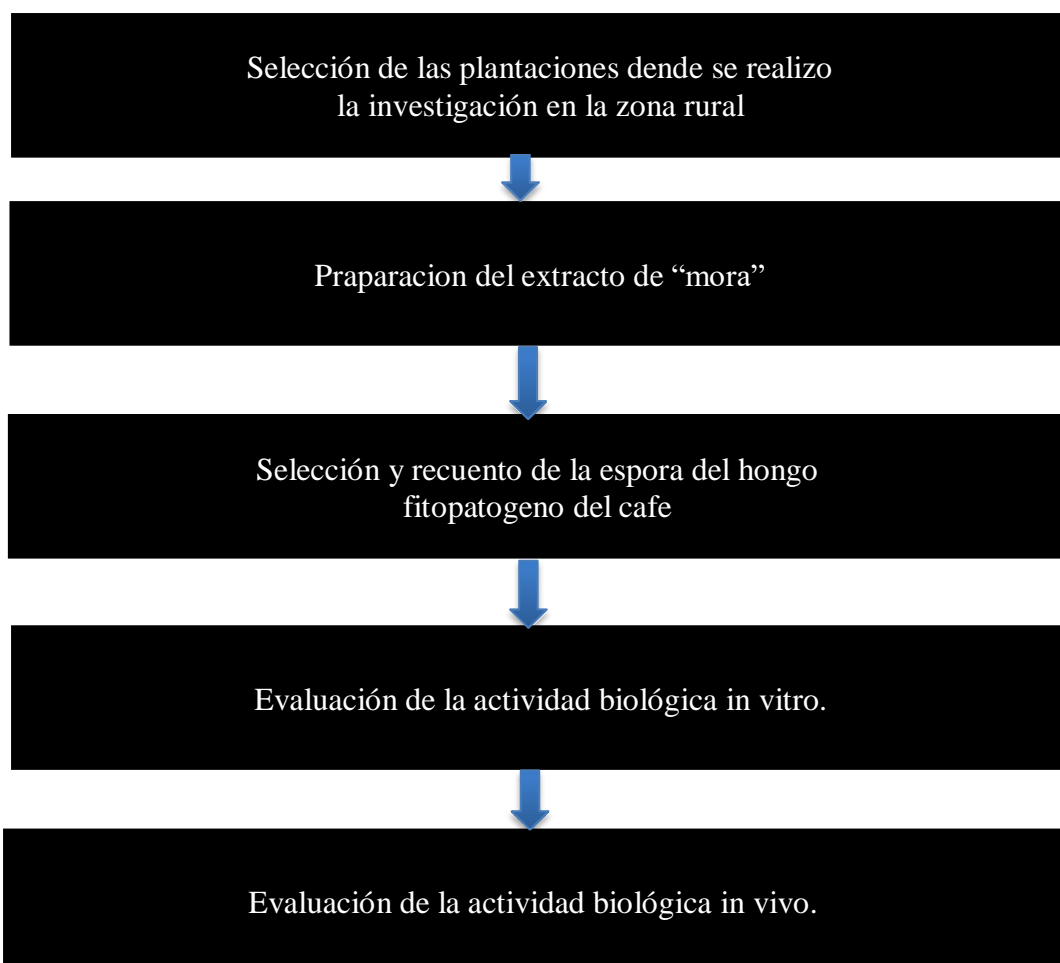 Selección de las plantaciones dende se realizo
la investigación en la zona rural
Praparacion del extracto de “mora”
Selección y recuento de la espora del hongo
fitopatogeno del cafe
Evaluación de la actividad biológica in vitro.
Evaluación de la actividad biológica in vivo.